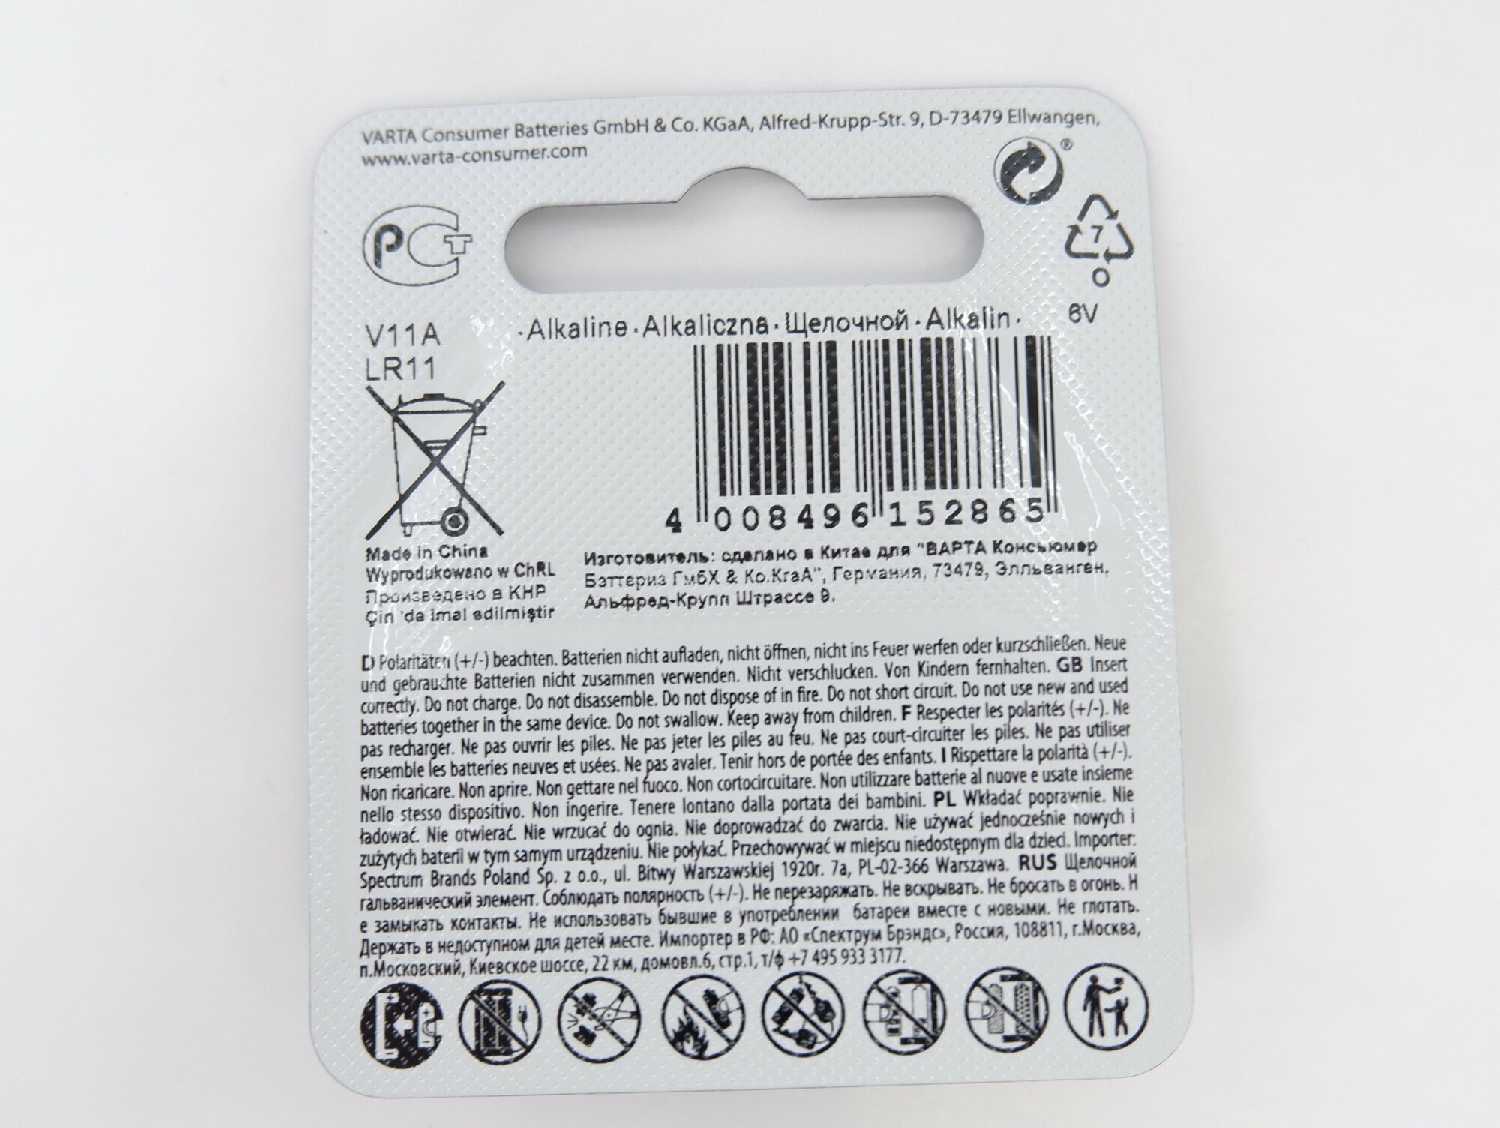 VARTA Consumer Batteries GmbH & Co. KGaA, Alfred-Krupp-Str. 9, D-73479 Ellwangen,
www.varta-consumer.com
®
РСТ
7
O
V11A
·Alkaline·Alkaliczna·Щелочной·Alkalin·
6V
LR11
4 008496 152865
Made in China
Wyprodukowano w ChRL
Произведено в КНР
Çin 'da imal edilmiştir
Изготовитель: сделано в Китае для "ВАРТА Консьюмер
Баттериз ГмбХ & Ко.КгаА", Германия, 73479, Элльванген,
Альфред-Крупп Штрассе 9.
D Polaritäten (+/-) beachten. Batterien nicht aufladen, nicht öffnen, nicht ins Feuer werfen oder kurzschließen. Neue
und gebrauchte Batterien nicht zusammen verwenden. Nicht verschlucken. Von Kindern fernhalten. GB Insert
correctly. Do not charge. Do not disassemble. Do not dispose of in fire. Do not short circuit. Do not use new and used
batteries together in the same device. Do not swallow. Keep away from children. F Respecter les polarités (+/-). Ne
pas recharger. Ne pas ouvrir les piles. Ne pas jeter les piles au feu. Ne pas court-circuiter les piles. Ne pas utiliser
ensemble les batteries neuves et usées. Ne pas avaler. Tenir hors de portée des enfants. I Rispettare la polarità (+/-).
Non ricaricare. Non aprire. Non gettare nel fuoco. Non cortocircuitare. Non utilizzare batterie al nuove e usate insieme
nello stesso dispositivo. Non ingerire. Tenere lontano dalla portata dei bambini. PL Wkładać poprawnie. Nie
ładować. Nie otwierać. Nie wrzucać do ognia. Nie doprowadzać do zwarcia. Nie używać jednocześnie nowych i
zużytych baterii w tym samym urządzeniu. Nie połykać. Przechowywać w miejscu niedostępnym dla dzieci. Importer:
Spectrum Brands Poland Sp. z o.o., ul. Bitwy Warszawskiej 1920r. 7a, PL-02-366 Warszawa. RUS Щелочной
гальванический элемент. Соблюдать полярность (+/-). Не перезаряжать. Не вскрывать. Не бросать в огонь. Н
е замыкать контакты. Не использовать бывшие в употреблении батареи вместе с новыми. Не глотать.
Держать в недоступном для детей месте. Импортер в РФ: АО «Спектрум Брэндс», Россия, 108811, г.Москва,
п.Московский, Киевское шоссе, 22 км, домовл.6, стр.1, т/ф +7 495 933 3177.